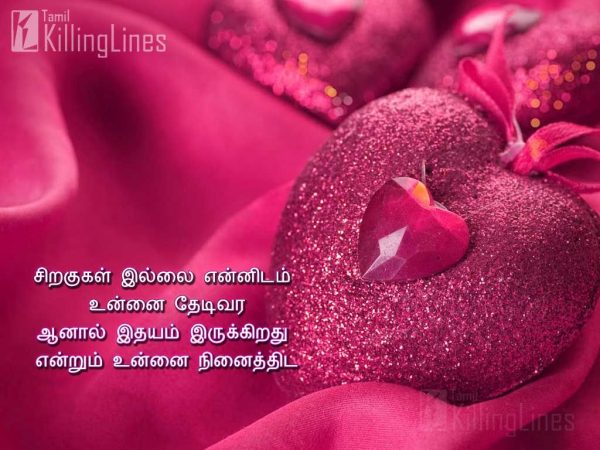 Tamil
KillingLines
சிறகுகள் இல்லை என்னிடம்
உன்னை தேடிவர
ஆனால் இதயம் இருக்கிறது
என்றும் உன்னை நினைத்திட
Tamil
KillingLines